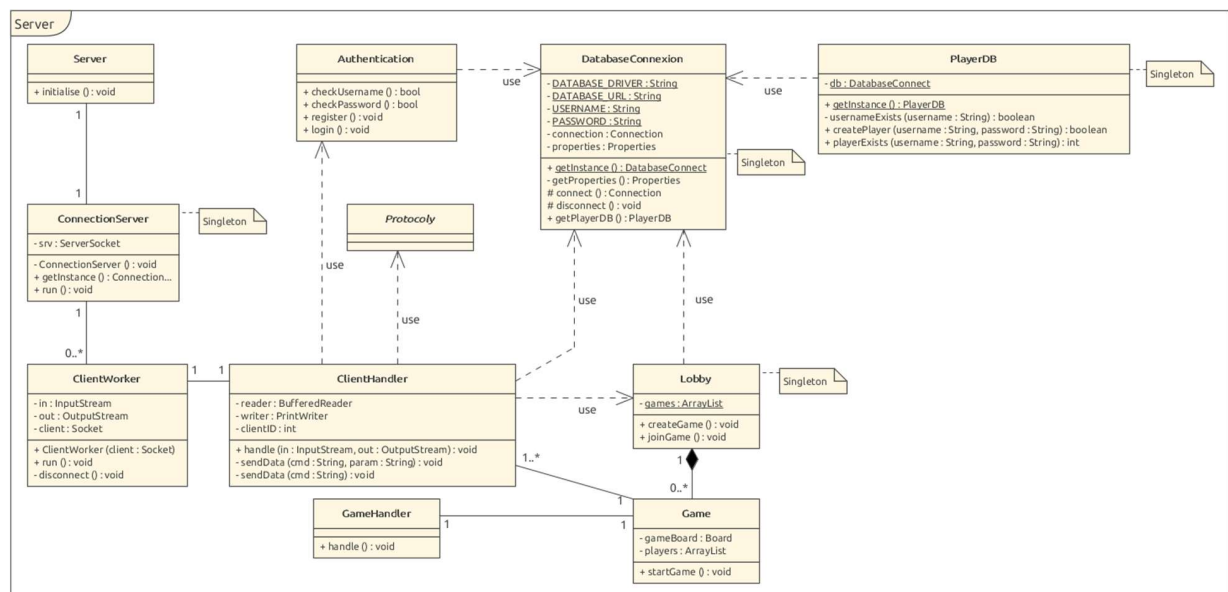 Server
Server
+ initialise () : void
1
1
ConnectionServer
- srv : ServerSocket
- ConnectionServer () : void
+ getInstance () : Connection...
+ run () : void
Singleton
1
0..*
ClientWorker
- in : InputStream
- out : OutputStream
- client : Socket
+ ClientWorker (client : Socket)
+ run () : void
- disconnect () : void
1
1
Authentication
+ checkUsername () : bool
+ checkPassword () : bool
+ register () : void
+ login () : void
use
Protocoly
use
use
ClientHandler
- reader : BufferedReader
- writer : PrintWriter
- clientID : int
+ handle (in : InputStream, out : OutputStream) : void
- sendData (cmd : String, param : String) : void
- sendData (cmd : String) : void
DatabaseConnexion
- DATABASE_DRIVER : String
- DATABASE_URL : String
- USERNAME : String
- PASSWORD : String
- connection : Connection
- properties : Properties
+ getInstance () : DatabaseConnect
- getProperties () : Properties
# connect () : Connection
# disconnect () : void
+ getPlayerDB () : PlayerDB
Singleton
use
PlayerDB
- db : DatabaseConnect
+ getInstance () : PlayerDB
- usernameExists (username : String) : boolean
+ createPlayer (username : String, password : String) : boolean
+ playerExists (username : String, password : String) : int
Singleton
use
use
use
Lobby
- games : ArrayList
+ createGame () : void
+ joinGame () : void
Singleton
1
0..*
1..*
1
GameHandler
+ handle () : void
1
1
Game
- gameBoard : Board
- players : ArrayList
+ startGame () : void